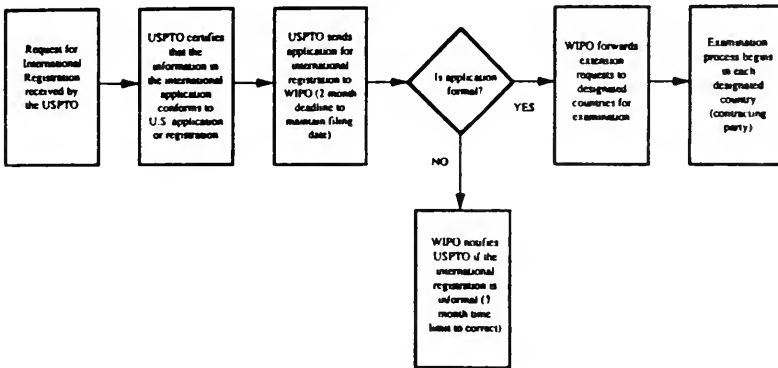 Request for
International
Registration
received by
the USPTO
USPTO certifies
that the
information in
the international
application
conforms to
U.S. application
or registration
USPTO sends
application for
international
registration to
WIPO (2 month
deadline to
maintain filing
date)
Is application
formal?
YES
NO
WIPO forwards
extension
requests to
designated
countries for
examination
Examination
process begins
in each
designated
country
(contracting
party)
WIPO notifies
USPTO if the
international
registration is
informal (
month time
limit to correct)